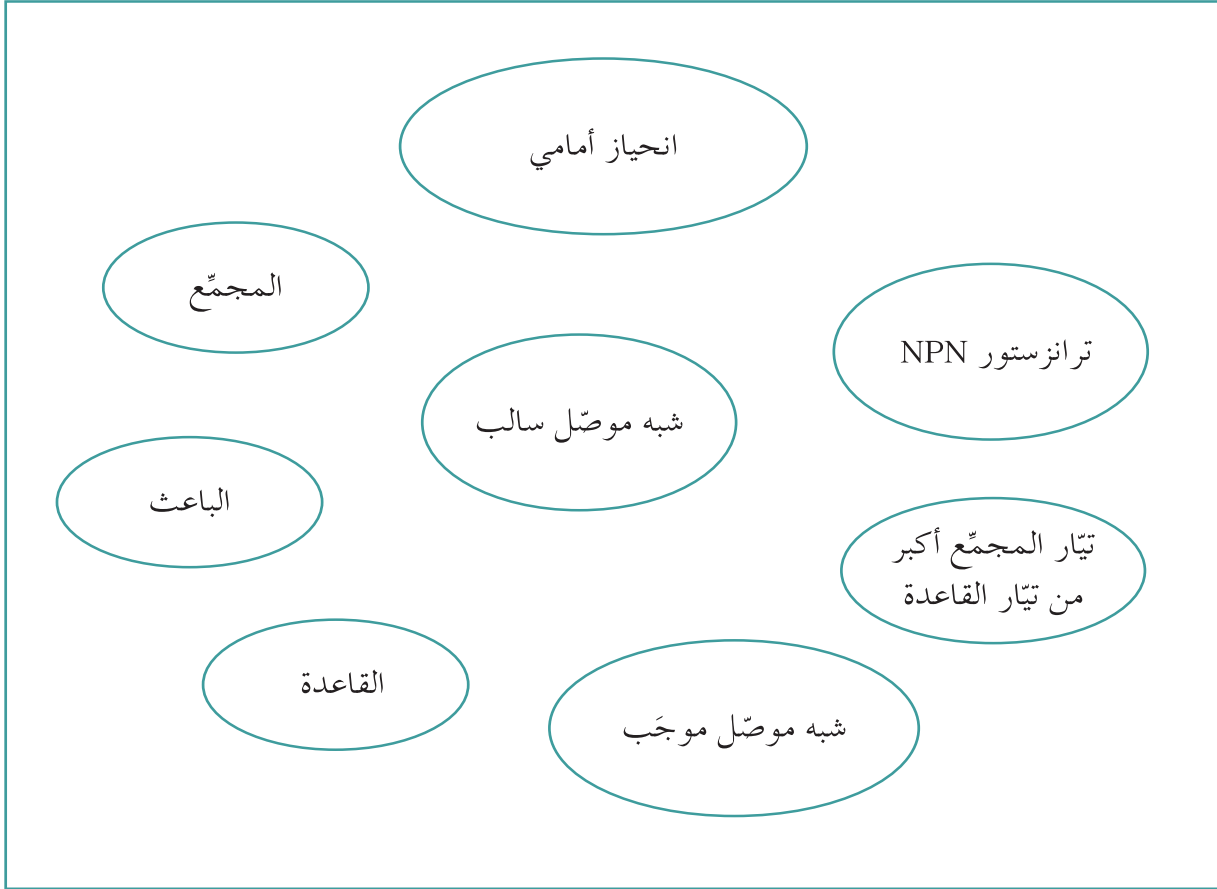 انحياز أمامي
المجمِّع
ترانزستور NPN
شبه موصّل سالب
الباعث
تيّار المجمِّع أكبر
من تيّار القاعدة
القاعدة
شبه موصّل موجَب